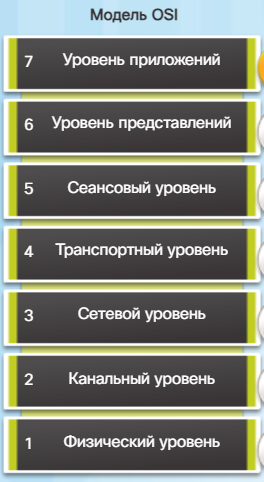 Модель OSI
7 Уровень приложений
6 Уровень представлений
5 Сеансовый уровень
4 Транспортный уровень
3 Сетевой уровень
2 Канальный уровень
1 Физический уровень